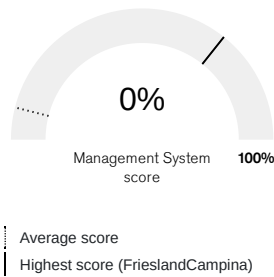 0%
Management System 100%
score
Average score
Highest score (FrieslandCampina)